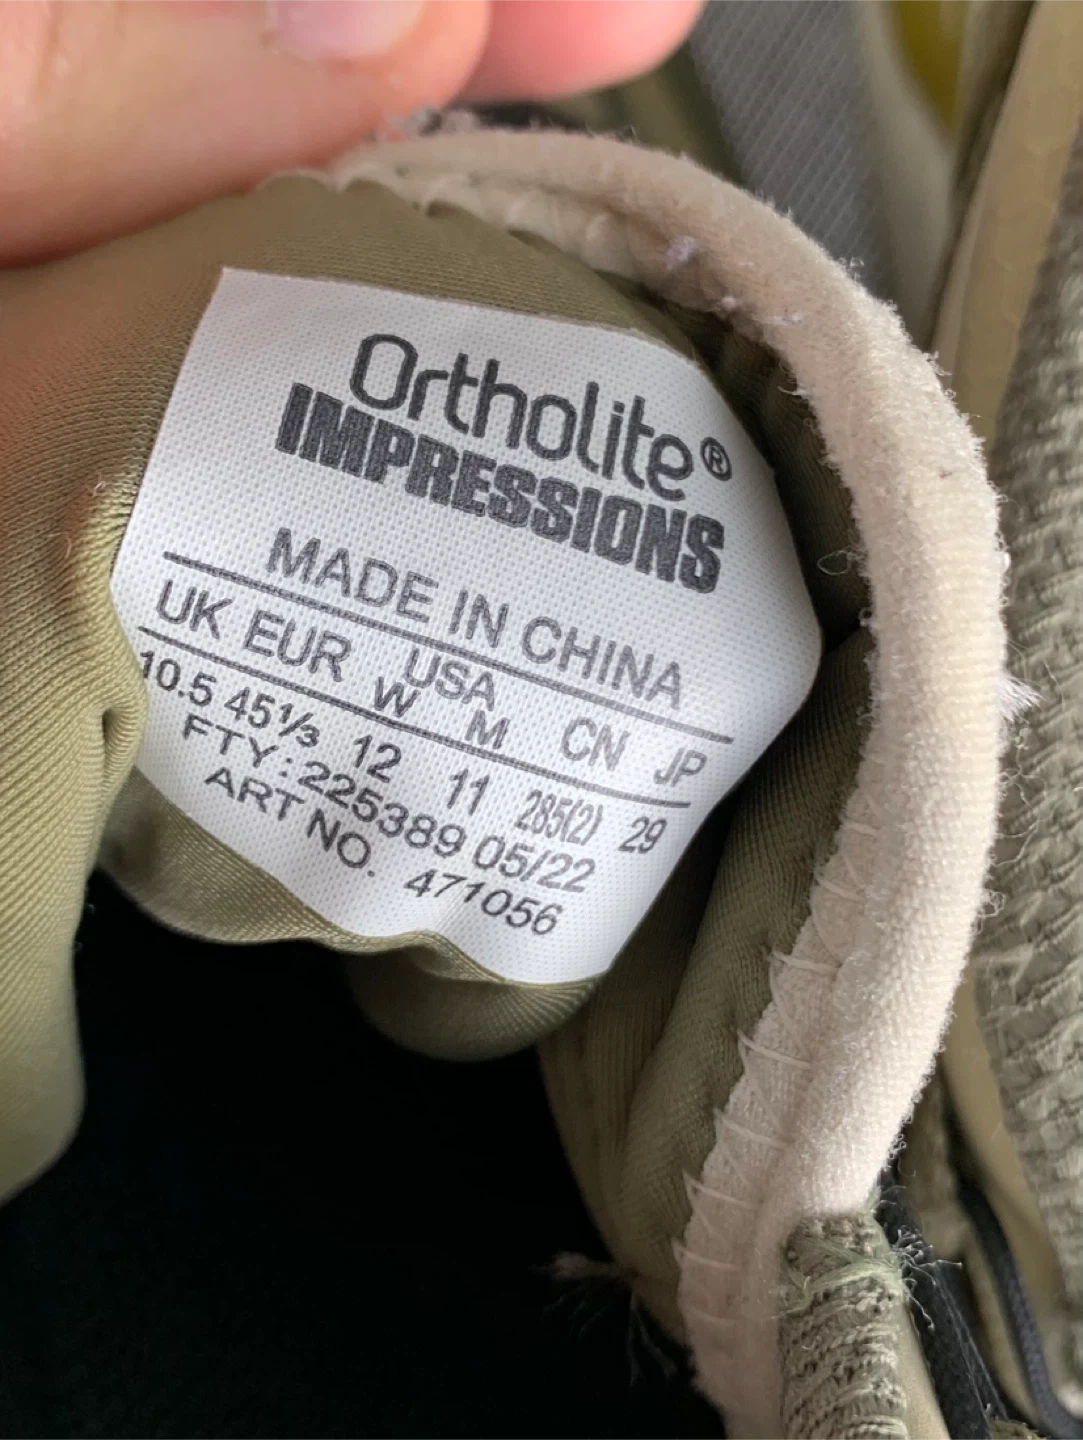 Ortholite®
IMPRESSIONS
MADE IN CHINA
UK EUR USA CN JP
W M
10.5 45⅓ 12 11 285(2) 29
FTY: 225389 05/22
ART NO. 471056